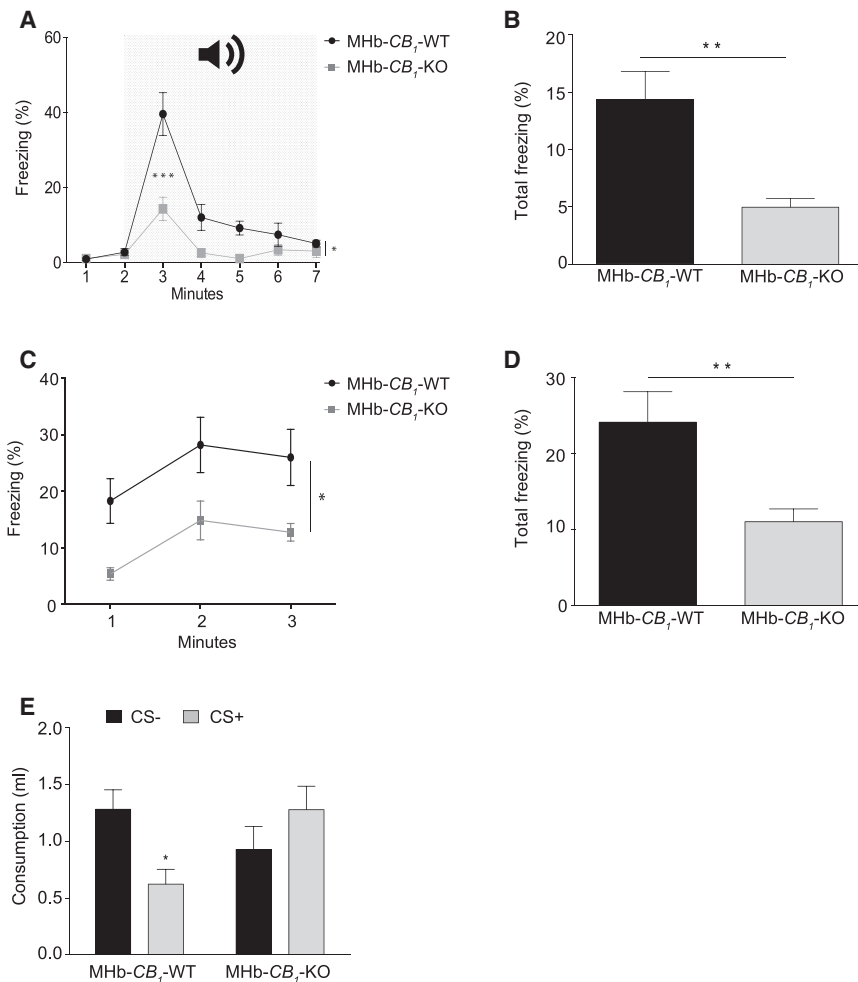 A
60
40
20
0
Freezing (%)
***
*
1 2 3 4 5 6 7
Minutes
MHb-CB₁-WT
MHb-CB₁-KO
B
20
15
10
5
0
Total freezing (%)
**
MHb-CB₁-WT MHb-CB₁-KO
C
40
30
20
10
0
Freezing (%)
*
1 2 3
Minutes
MHb-CB₁-WT
MHb-CB₁-KO
D
30
20
10
0
Total freezing (%)
**
MHb-CB₁-WT MHb-CB₁-KO
E
CS- CS+
2.0
1.5
1.0
0.5
0.0
Consumption (ml)
*
MHb-CB₁-WT MHb-CB₁-KO